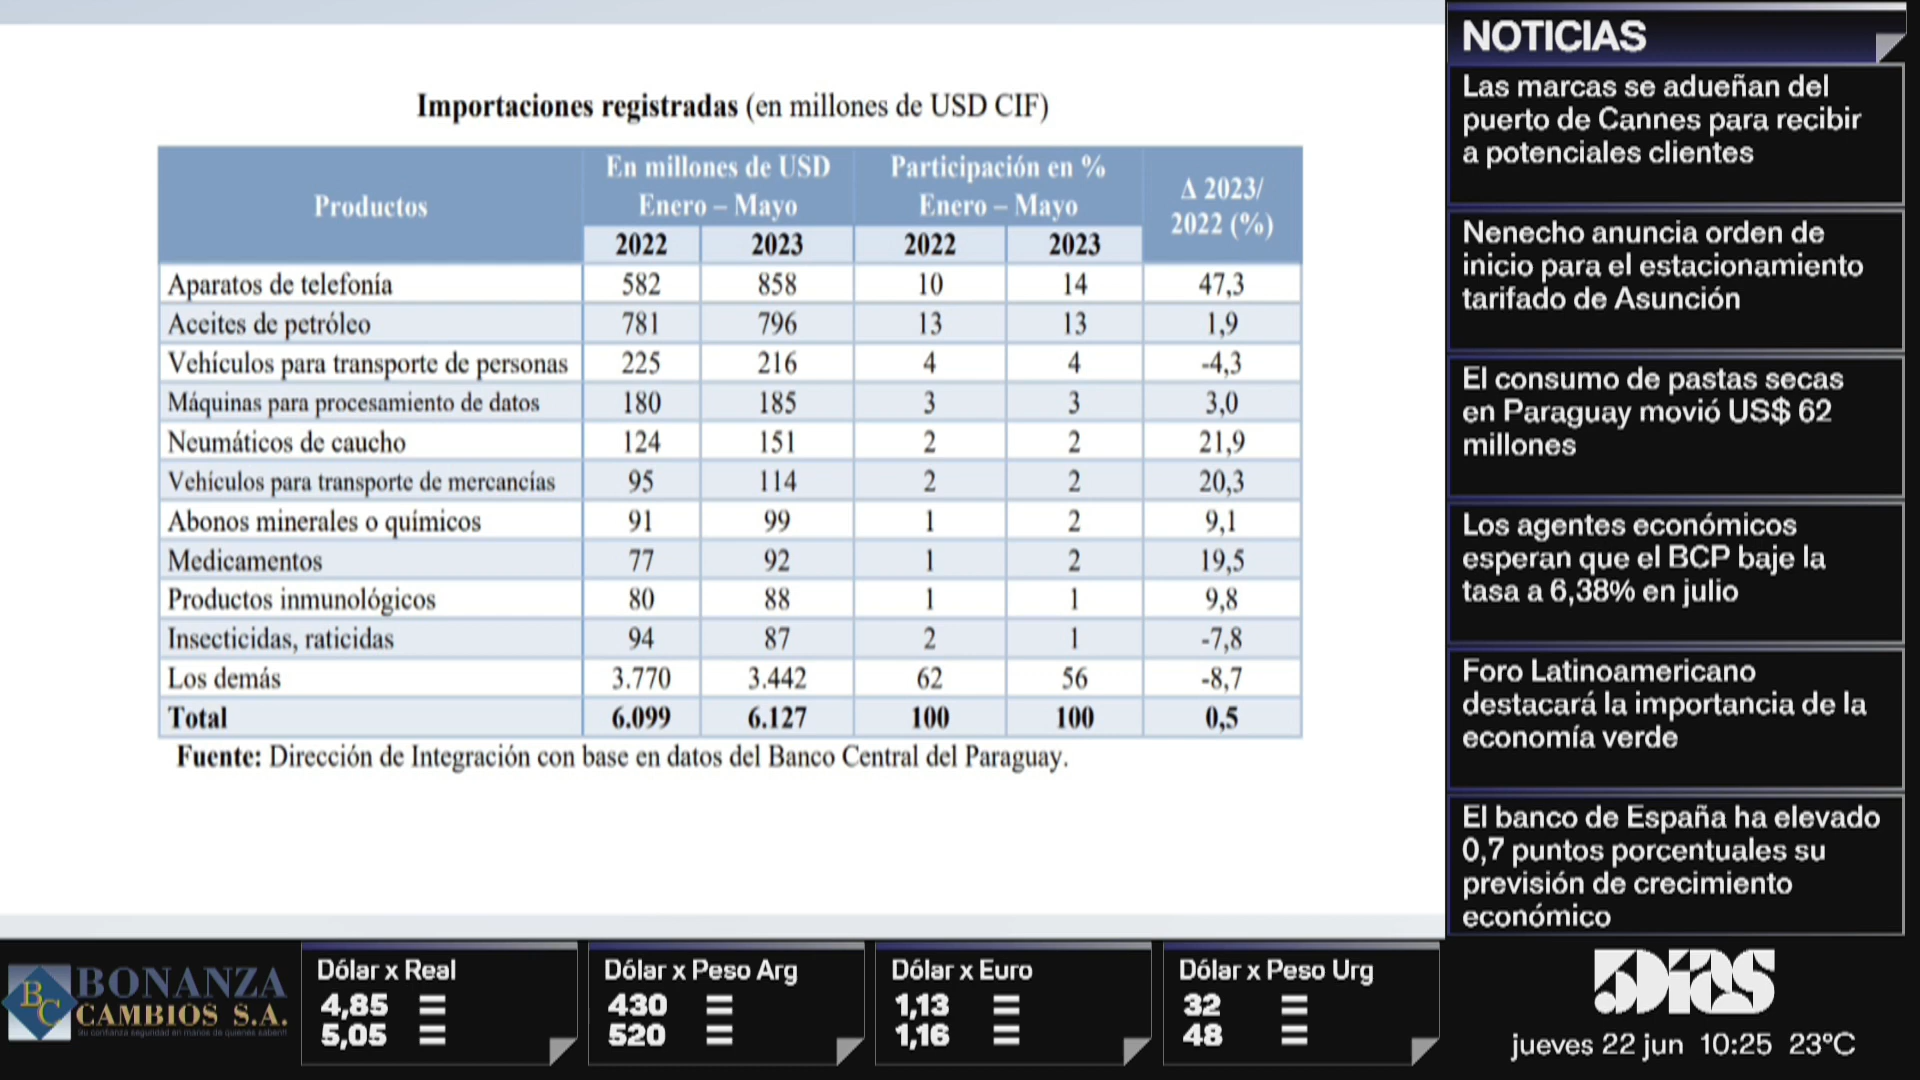 Importaciones registradas (en millones de USD CIF)
Productos
En millones de USD
Enero – Mayo
Participación en %
Enero – Mayo
Δ 2023/
2022 (%)
2022 2023 2022 2023
Aparatos de telefonía 582 858 10 14 47,3
Aceites de petróleo 781 796 13 13 1,9
Vehículos para transporte de personas 225 216 4 4 -4,3
Máquinas para procesamiento de datos 180 185 3 3 3,0
Neumáticos de caucho 124 151 2 2 21,9
Vehículos para transporte de mercancías 95 114 2 2 20,3
Abonos minerales o químicos 91 99 1 2 9,1
Medicamentos 77 92 1 2 19,5
Productos inmunológicos 80 88 1 1 9,8
Insecticidas, raticidas 94 87 2 1 -7,8
Los demás 3.770 3.442 62 56 -8,7
Total 6.099 6.127 100 100 0,5
Fuente: Dirección de Integración con base en datos del Banco Central del Paraguay.
NOTICIAS
Las marcas se adueñan del
puerto de Cannes para recibir
a potenciales clientes
Nenecho anuncia orden de
inicio para el estacionamiento
tarifado de Asunción
El consumo de pastas secas
en Paraguay movió US$ 62
millones
Los agentes económicos
esperan que el BCP baje la
tasa a 6,38% en julio
Foro Latinoamericano
destacará la importancia de la
economía verde
El banco de España ha elevado
0,7 puntos porcentuales su
previsión de crecimiento
económico
BC
BONANZA
CAMBIOS S.A.
Su confianza seguridad en manos de quienes saben!!
Dólar x Real
4,85
5,05
Dólar x Peso Arg
430
520
Dólar x Euro
1,13
1,16
Dólar x Peso Urg
32
48
5Días
jueves 22 jun 10:25 23°C